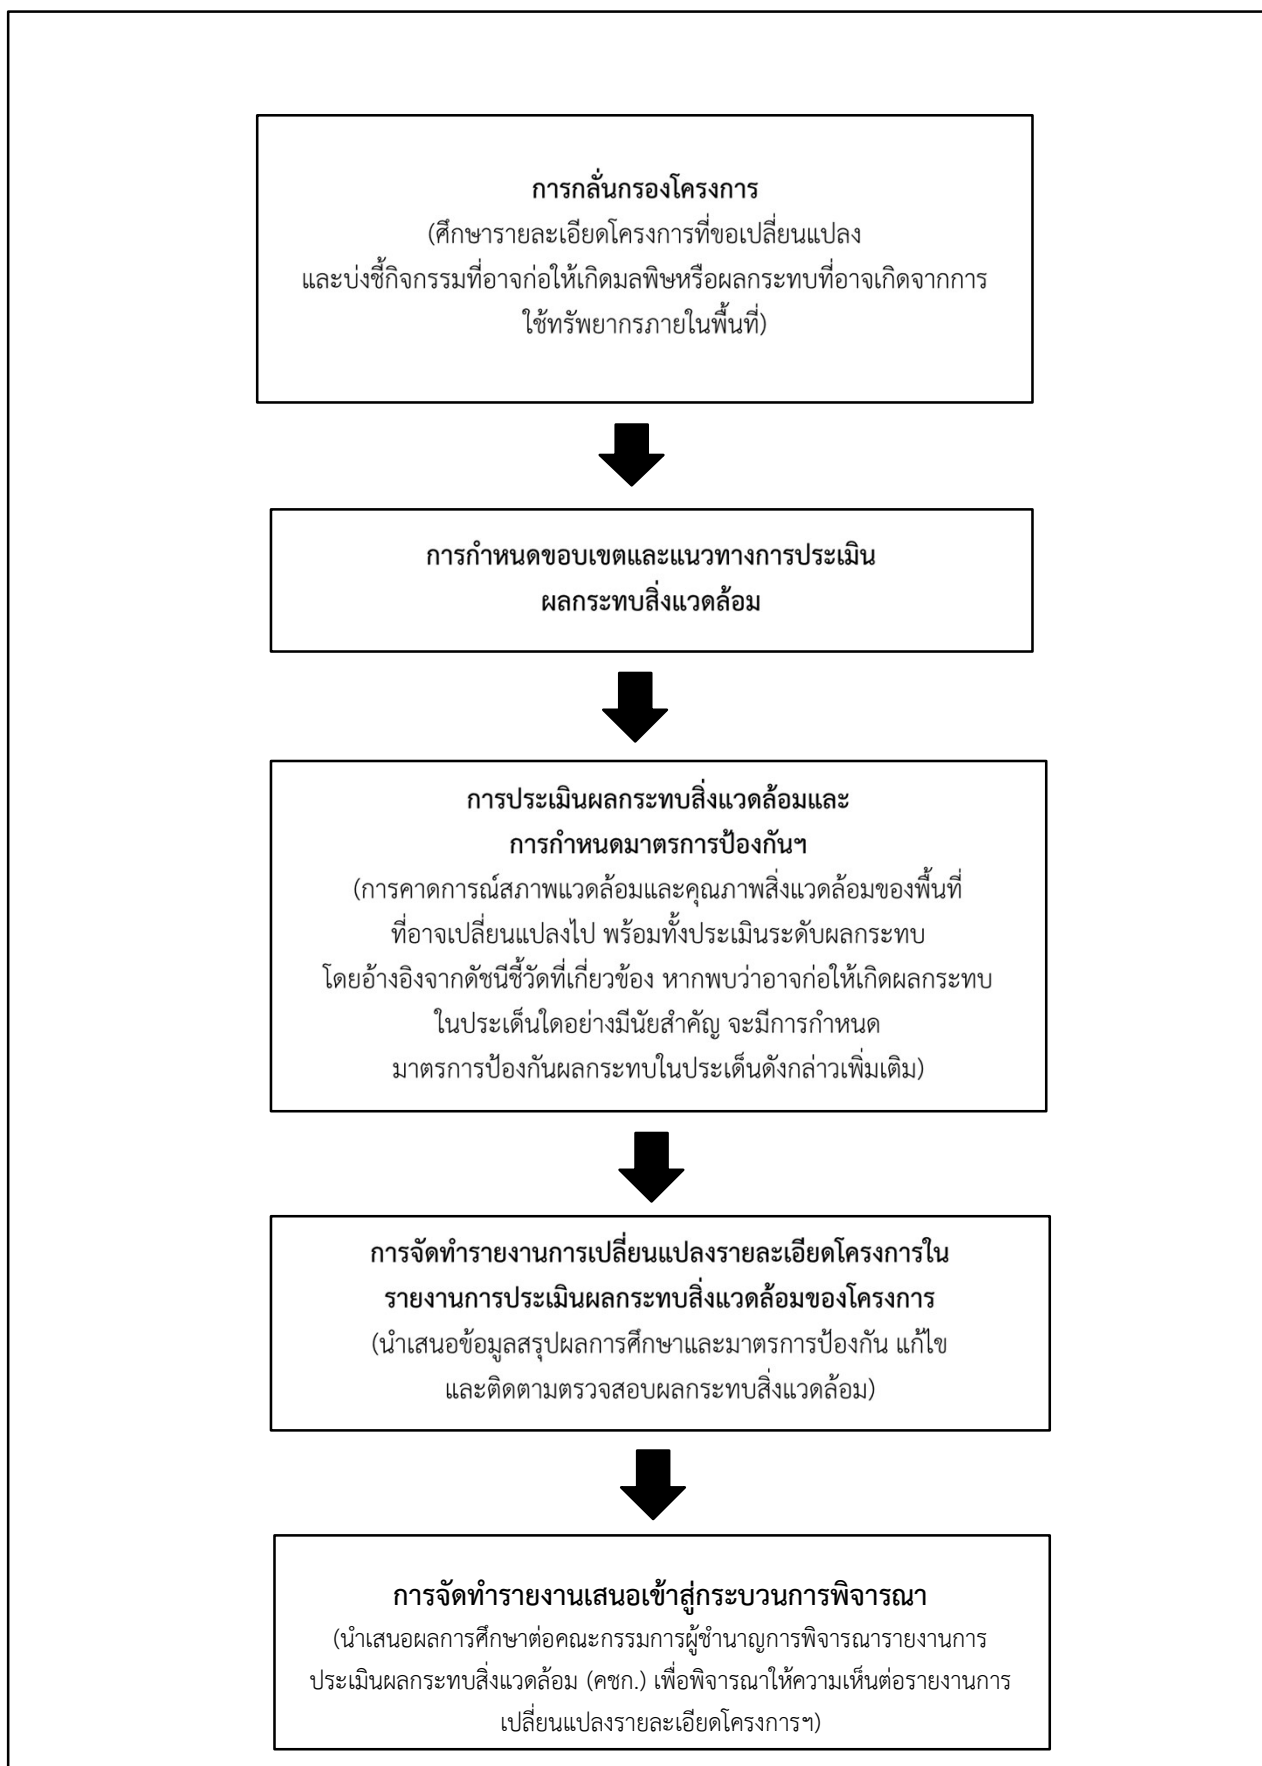 การกลั่นกรองโครงการ
(ศึกษารายละเอียดโครงการที่ขอเปลี่ยนแปลง
และบ่งชี้กิจกรรมที่อาจก่อให้เกิดมลพิษหรือผลกระทบที่อาจเกิดจากการ
ใช้ทรัพยากรภายในพื้นที่)
การกำหนดขอบเขตและแนวทางการประเมิน
ผลกระทบสิ่งแวดล้อม
การประเมินผลกระทบสิ่งแวดล้อมและ
การกำหนดมาตรการป้องกันฯ
(การคาดการณ์สภาพแวดล้อมและคุณภาพสิ่งแวดล้อมของพื้นที่
ที่อาจเปลี่ยนแปลงไป พร้อมทั้งประเมินระดับผลกระทบ
โดยอ้างอิงจากดัชนีชี้วัดที่เกี่ยวข้อง หากพบว่าอาจก่อให้เกิดผลกระทบ
ในประเด็นใดอย่างมีนัยสำคัญ จะมีการกำหนด
มาตรการป้องกันผลกระทบในประเด็นดังกล่าวเพิ่มเติม)
การจัดทำรายงานการเปลี่ยนแปลงรายละเอียดโครงการใน
รายงานการประเมินผลกระทบสิ่งแวดล้อมของโครงการ
(นำเสนอข้อมูลสรุปผลการศึกษาและมาตรการป้องกัน แก้ไข
และติดตามตรวจสอบผลกระทบสิ่งแวดล้อม)
การจัดทำรายงานเสนอเข้าสู่กระบวนการพิจารณา
(นำเสนอผลการศึกษาต่อคณะกรรมการผู้ชำนาญการพิจารณารายงานการ
ประเมินผลกระทบสิ่งแวดล้อม (คชก.) เพื่อพิจารณาให้ความเห็นต่อรายงานการ
เปลี่ยนแปลงรายละเอียดโครงการฯ)